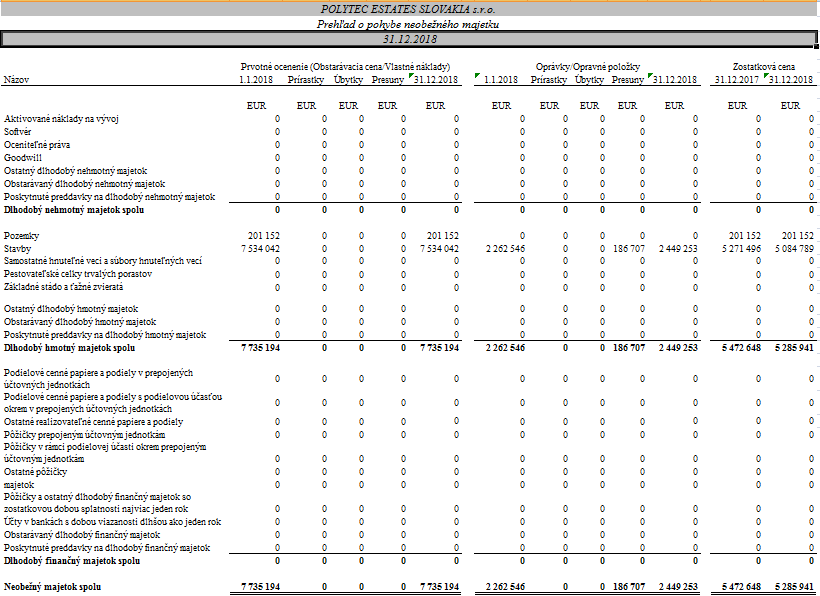 POLYTEC ESTATES SLOVAKIA s.r.o.
Prehľad o pohybe neobežného majetku
31.12.2018
Prvotné ocenenie (Obstarávacia cena/Vlastné náklady) Oprávky/Opravné položky Zostatková cena
Názov 1.1.2018 Prírastky Úbytky Presuny 31.12.2018 1.1.2018 Prírastky Úbytky Presuny 31.12.2018 31.12.2017 31.12.2018
EUR EUR EUR EUR EUR EUR EUR EUR EUR EUR EUR EUR
Aktivované náklady na vývoj 0 0 0 0 0 0 0 0 0 0 0 0
Softvér 0 0 0 0 0 0 0 0 0 0 0 0
Oceniteľné práva 0 0 0 0 0 0 0 0 0 0 0 0
Goodwill 0 0 0 0 0 0 0 0 0 0 0 0
Ostatný dlhodobý nehmotný majetok 0 0 0 0 0 0 0 0 0 0 0 0
Obstarávaný dlhodobý nehmotný majetok 0 0 0 0 0 0 0 0 0 0 0 0
Poskytnuté preddavky na dlhodobý nehmotný majetok 0 0 0 0 0 0 0 0 0 0 0 0
Dlhodobý nehmotný majetok spolu 0 0 0 0 0 0 0 0 0 0 0 0
Pozemky 201 152 0 0 0 201 152 0 0 0 0 0 201 152 201 152
Stavby 7 534 042 0 0 0 7 534 042 2 262 546 0 0 186 707 2 449 253 5 271 496 5 084 789
Samostatné hnuteľné veci a súbory hnuteľných vecí 0 0 0 0 0 0 0 0 0 0 0 0
Pestovateľské celky trvalých porastov 0 0 0 0 0 0 0 0 0 0 0 0
Základné stádo a ťažné zvieratá 0 0 0 0 0 0 0 0 0 0 0 0
Ostatný dlhodobý hmotný majetok 0 0 0 0 0 0 0 0 0 0 0 0
Obstarávaný dlhodobý hmotný majetok 0 0 0 0 0 0 0 0 0 0 0 0
Poskytnuté preddavky na dlhodobý hmotný majetok 0 0 0 0 0 0 0 0 0 0 0 0
Dlhodobý hmotný majetok spolu 7 735 194 0 0 0 7 735 194 2 262 546 0 0 186 707 2 449 253 5 472 648 5 285 941
Podielové cenné papiere a podiely v prepojených
účtovných jednotkách 0 0 0 0 0 0 0 0 0 0 0 0
Podielové cenné papiere a podiely s podielovou účasťou
okrem v prepojených účtovných jednotkách 0 0 0 0 0 0 0 0 0 0 0 0
Ostatné realizovateľné cenné papiere a podiely 0 0 0 0 0 0 0 0 0 0 0 0
Pôžičky prepojeným účtovným jednotkám 0 0 0 0 0 0 0 0 0 0 0 0
Pôžičky v rámci podielovej účasti okrem prepojeným
účtovným jednotkám 0 0 0 0 0 0 0 0 0 0 0 0
Ostatné pôžičky 0 0 0 0 0 0 0 0 0 0 0 0
majetok 0 0 0 0 0 0 0 0 0 0 0 0
Pôžičky a ostatný dlhodobý finančný majetok so
zostatkovou dobou splatnosti najviac jeden rok 0 0 0 0 0 0 0 0 0 0 0 0
Účty v bankách s dobou viazanosti dlhšou ako jeden rok 0 0 0 0 0 0 0 0 0 0 0 0
Obstarávaný dlhodobý finančný majetok 0 0 0 0 0 0 0 0 0 0 0 0
Poskytnuté preddavky na dlhodobý finančný majetok 0 0 0 0 0 0 0 0 0 0 0 0
Dlhodobý finančný majetok spolu 0 0 0 0 0 0 0 0 0 0 0 0
Neobežný majetok spolu 7 735 194 0 0 0 7 735 194 2 262 546 0 0 186 707 2 449 253 5 472 648 5 285 941